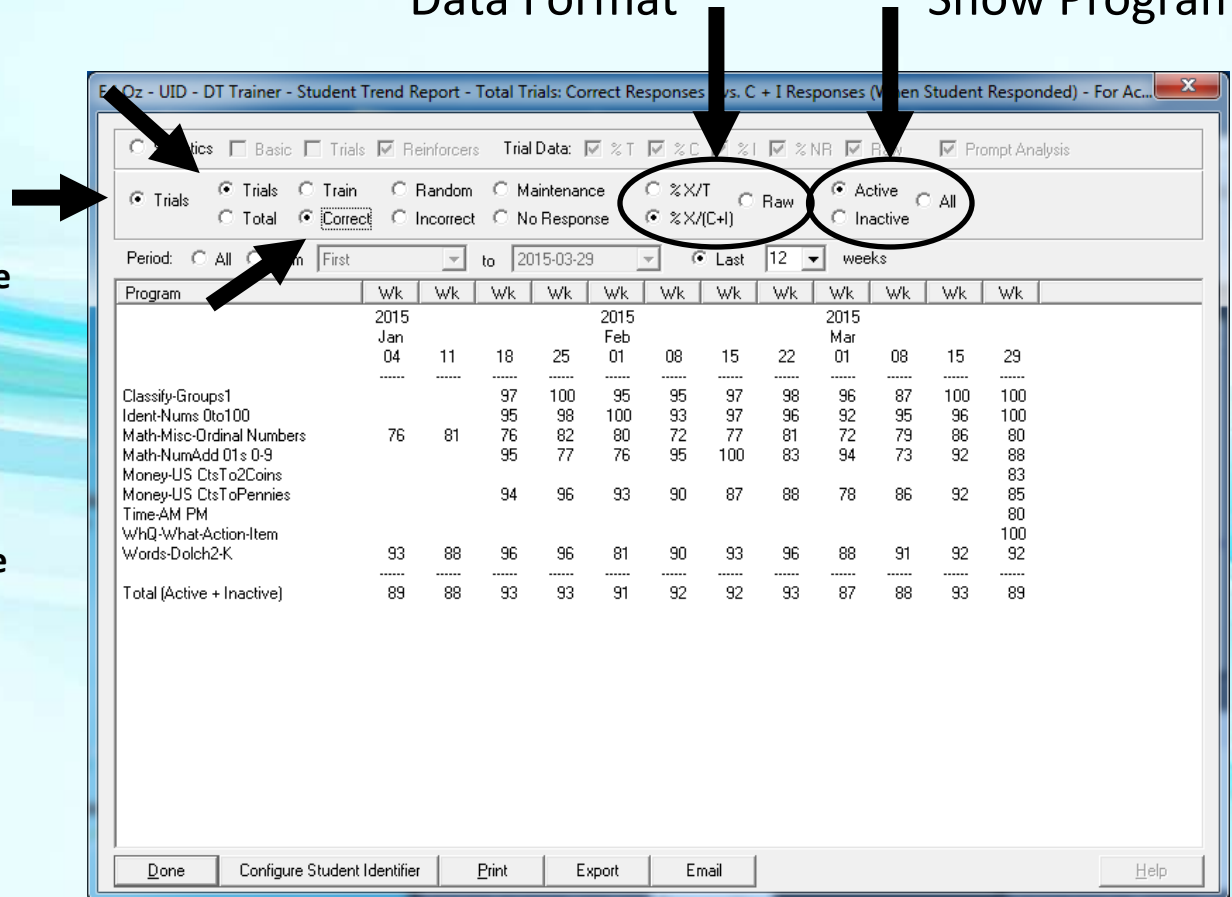 Data Format Show Program
Oz - UID - DT Trainer - Student Trend Report - Total Trials: Correct Responses vs. C + I Responses (When Student Responded) - For Ac...
Basic Trials Reinforcers Trial Data: %T %C %I %NR Prompt Analysis
Trials Trials Train Random Maintenance %X/T Raw Active All
Total Correct Incorrect No Response %X/(C+I) Inactive
e
Period: All First to 2015-03-29 Last 12 weeks
Program Wk Wk Wk Wk Wk Wk Wk Wk Wk Wk Wk Wk
2015 2015 2015
Jan Feb Mar
04 11 18 25 01 08 15 22 01 08 15 29
------ ------ ------ ------ ------ ------ ------ ------ ------ ------ ------ ------
Classify-Groups1 97 100 95 95 97 98 96 87 100 100
Ident-Nums 0to100 95 98 100 93 97 96 92 95 96 100
Math-Misc-Ordinal Numbers 76 81 76 82 80 72 77 81 72 79 86 80
Math-NumAdd 01s 0-9 95 77 76 95 100 83 94 73 92 88
Money-US CtsTo2Coins 83
Money-US CtsToPennies 94 96 93 90 87 88 78 86 92 85
Time-AM PM 80
WhQ-What-Action-Item 100
e
Words-Dolch2-K 93 88 96 96 81 90 93 96 88 91 92 92
------ ------ ------ ------ ------ ------ ------ ------ ------ ------ ------ ------
Total (Active + Inactive) 89 88 93 93 91 92 92 93 87 88 93 89
Done Configure Student Identifier Print Export Email Help